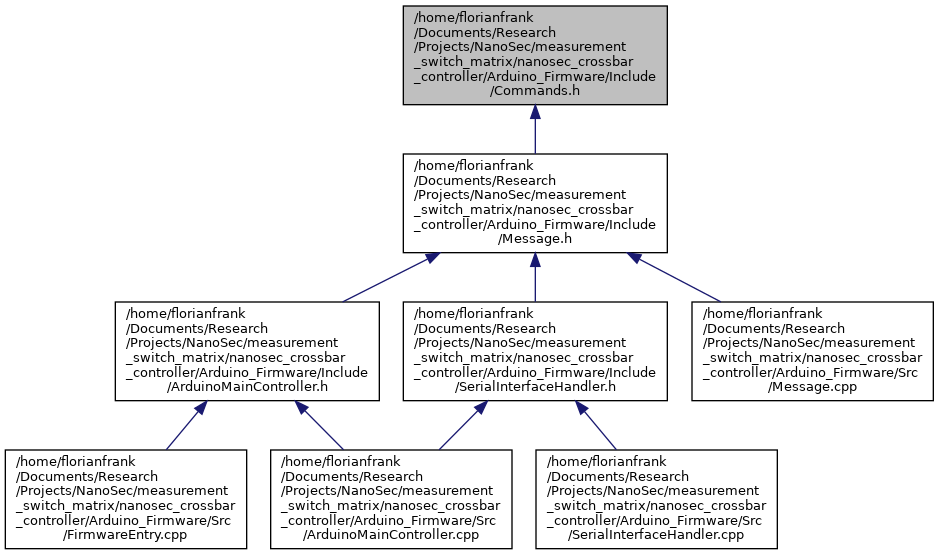 /home/florianfrank
/Documents/Research
/Projects/NanoSec/measurement
_switch_matrix/nanosec_crossbar
_controller/Arduino_Firmware/Include
/Commands.h
/home/florianfrank
/Documents/Research
/Projects/NanoSec/measurement
_switch_matrix/nanosec_crossbar
_controller/Arduino_Firmware/Include
/Message.h
/home/florianfrank
/Documents/Research
/Projects/NanoSec/measurement
_switch_matrix/nanosec_crossbar
_controller/Arduino_Firmware/Include
/ArduinoMainController.h
/home/florianfrank
/Documents/Research
/Projects/NanoSec/measurement
_switch_matrix/nanosec_crossbar
_controller/Arduino_Firmware/Include
/SerialInterfaceHandler.h
/home/florianfrank
/Documents/Research
/Projects/NanoSec/measurement
_switch_matrix/nanosec_crossbar
_controller/Arduino_Firmware/Src
/Message.cpp
/home/florianfrank
/Documents/Research
/Projects/NanoSec/measurement
_switch_matrix/nanosec_crossbar
_controller/Arduino_Firmware/Src
/FirmwareEntry.cpp
/home/florianfrank
/Documents/Research
/Projects/NanoSec/measurement
_switch_matrix/nanosec_crossbar
_controller/Arduino_Firmware/Src
/ArduinoMainController.cpp
/home/florianfrank
/Documents/Research
/Projects/NanoSec/measurement
_switch_matrix/nanosec_crossbar
_controller/Arduino_Firmware/Src
/SerialInterfaceHandler.cpp